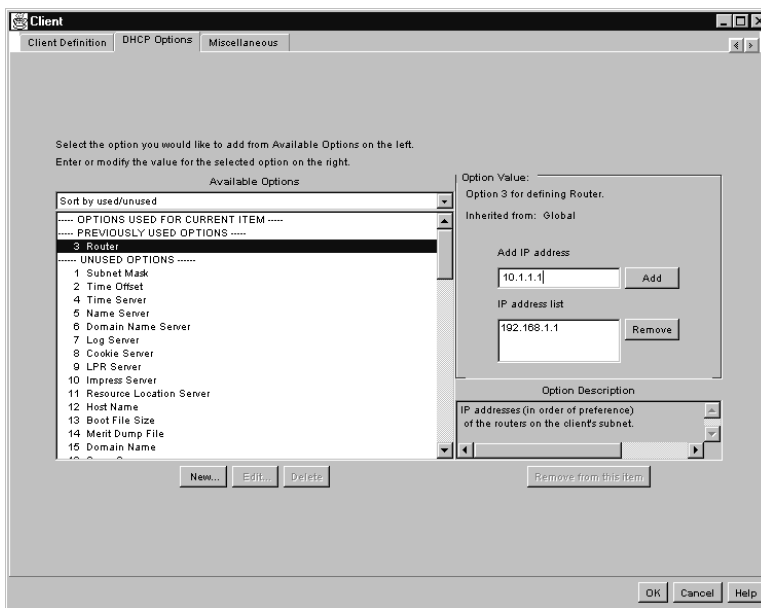 Client
Client Definition
DHCP Options
Miscellaneous
Select the option you would like to add from Available Options on the left.
Enter or modify the value for the selected option on the right.
Available Options
Sort by used/unused
----- OPTIONS USED FOR CURRENT ITEM -----
----- PREVIOUSLY USED OPTIONS -----
3 Router
------ UNUSED OPTIONS ------
1 Subnet Mask
2 Time Offset
4 Time Server
5 Name Server
6 Domain Name Server
7 Log Server
8 Cookie Server
9 LPR Server
10 Impress Server
11 Resource Location Server
12 Host Name
13 Boot File Size
14 Merit Dump File
15 Domain Name
New...
Edit...
Delete
Option Value:
Option 3 for defining Router.
Inherited from: Global
Add IP address
10.1.1.1
Add
IP address list
192.168.1.1
Remove
Option Description
IP addresses (in order of preference)
of the routers on the client's subnet.
Remove from this item
OK
Cancel
Help